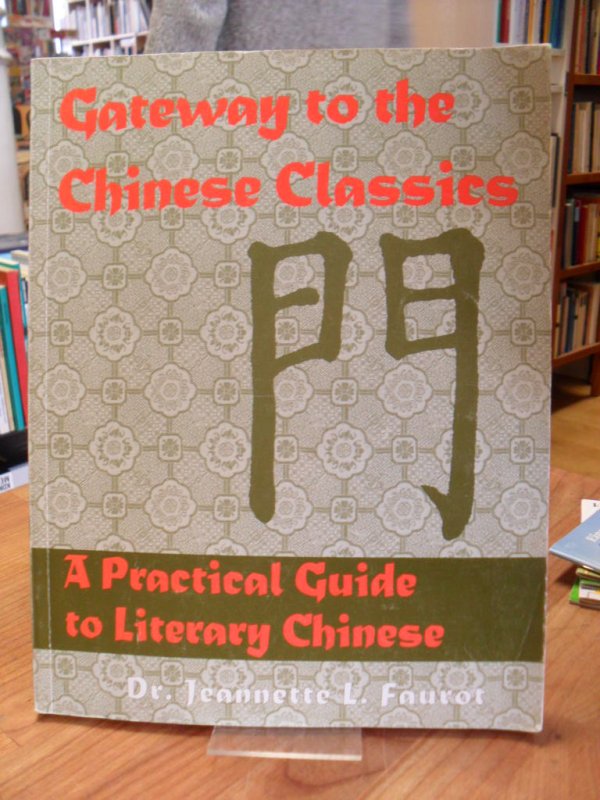 Gateway to the
Chinese Classics
門
A Practical Guide
to Literary Chinese
Dr. Jeannette L. Faurot